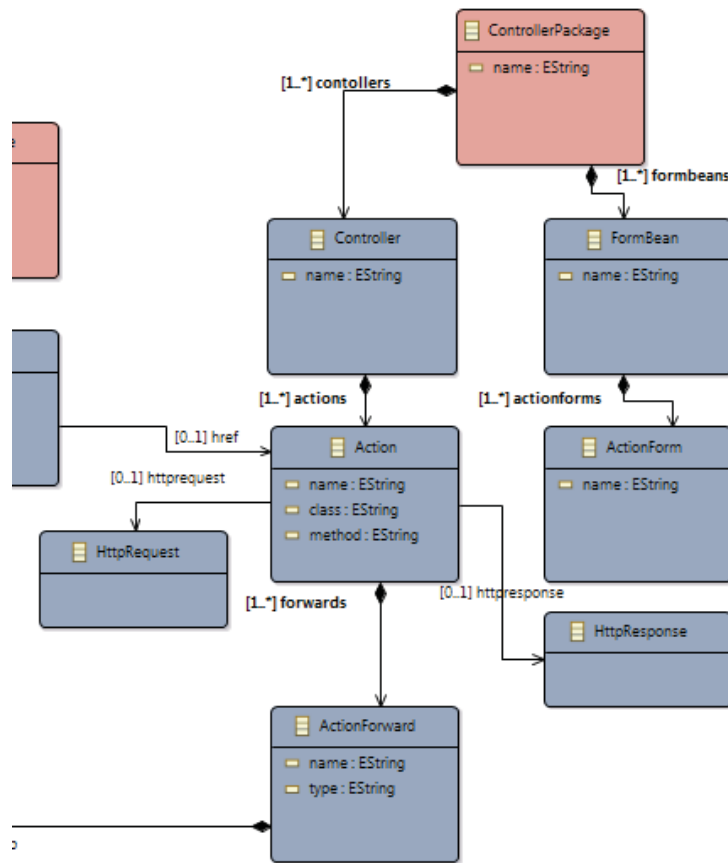 ControllerPackage
name : EString
[1..*] contollers
[1..*] formbeans
e
Controller
name : EString
FormBean
name : EString
[1..*] actions
[1..*] actionforms
[0..1] href
Action
name : EString
class : EString
method : EString
ActionForm
name : EString
[0..1] httprequest
HttpRequest
[1..*] forwards
[0..1] httpresponse
HttpResponse
ActionForward
name : EString
type : EString